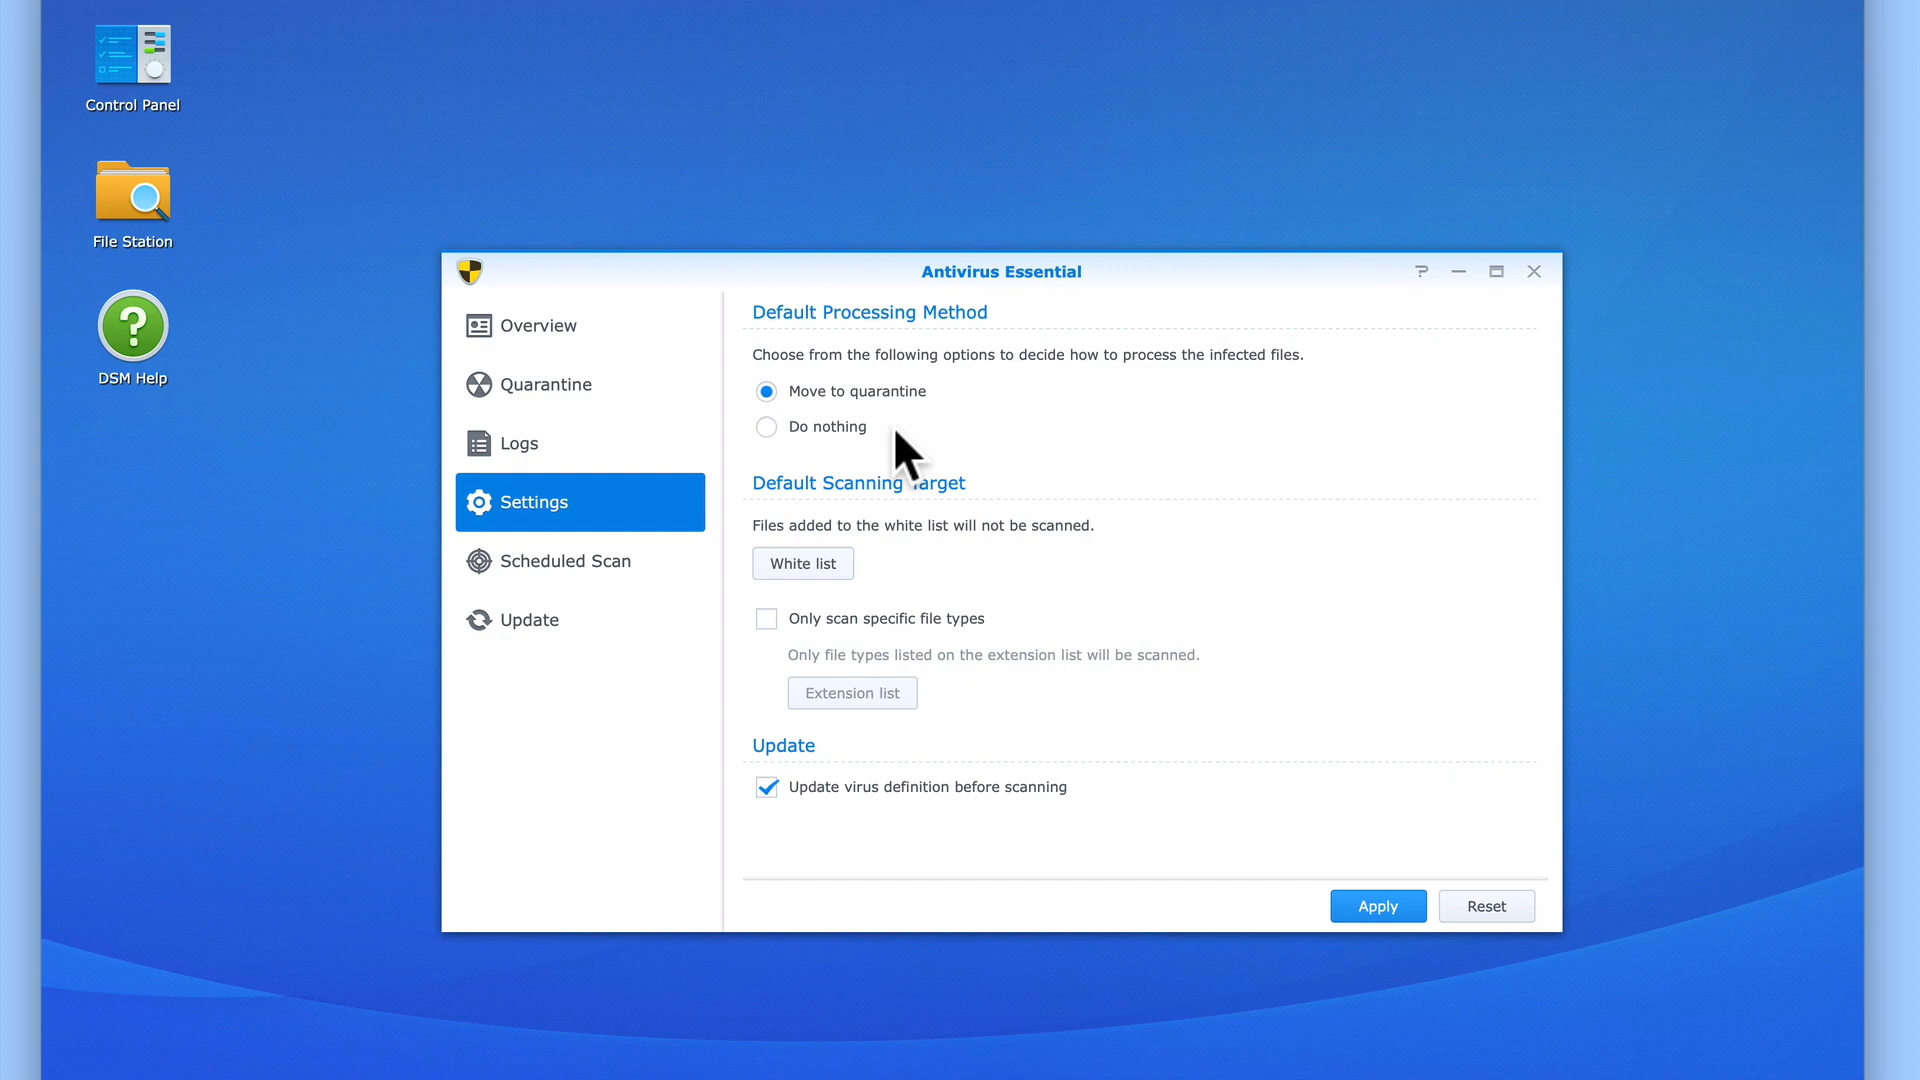 Control Panel
File Station
DSM Help
Antivirus Essential
Overview
Quarantine
Logs
Settings
Scheduled Scan
Update
Default Processing Method
Choose from the following options to decide how to process the infected files.
Move to quarantine
Do nothing
Default Scanning Target
Files added to the white list will not be scanned.
White list
Only scan specific file types
Only file types listed on the extension list will be scanned.
Extension list
Update
Update virus definition before scanning
Apply
Reset